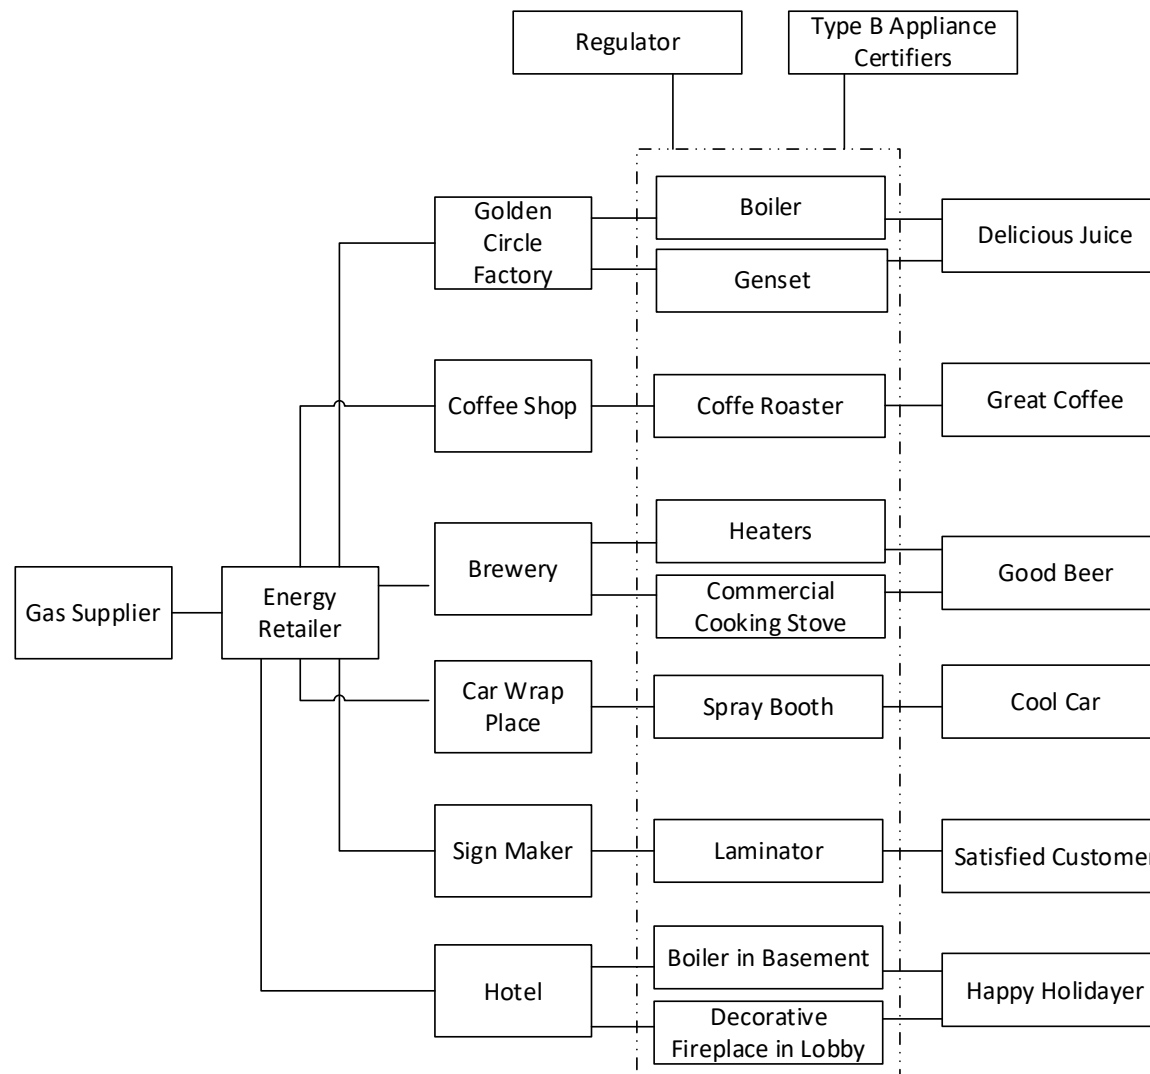 Regulator
Type B Appliance
Certifiers
Golden
Circle
Factory
Boiler
Genset
Delicious Juice
Coffee Shop
Coffe Roaster
Great Coffee
Gas Supplier
Energy
Retailer
Brewery
Heaters
Commercial
Cooking Stove
Good Beer
Car Wrap
Place
Spray Booth
Cool Car
Sign Maker
Laminator
Satisfied Customer
Hotel
Boiler in Basement
Decorative
Fireplace in Lobby
Happy Holidayer